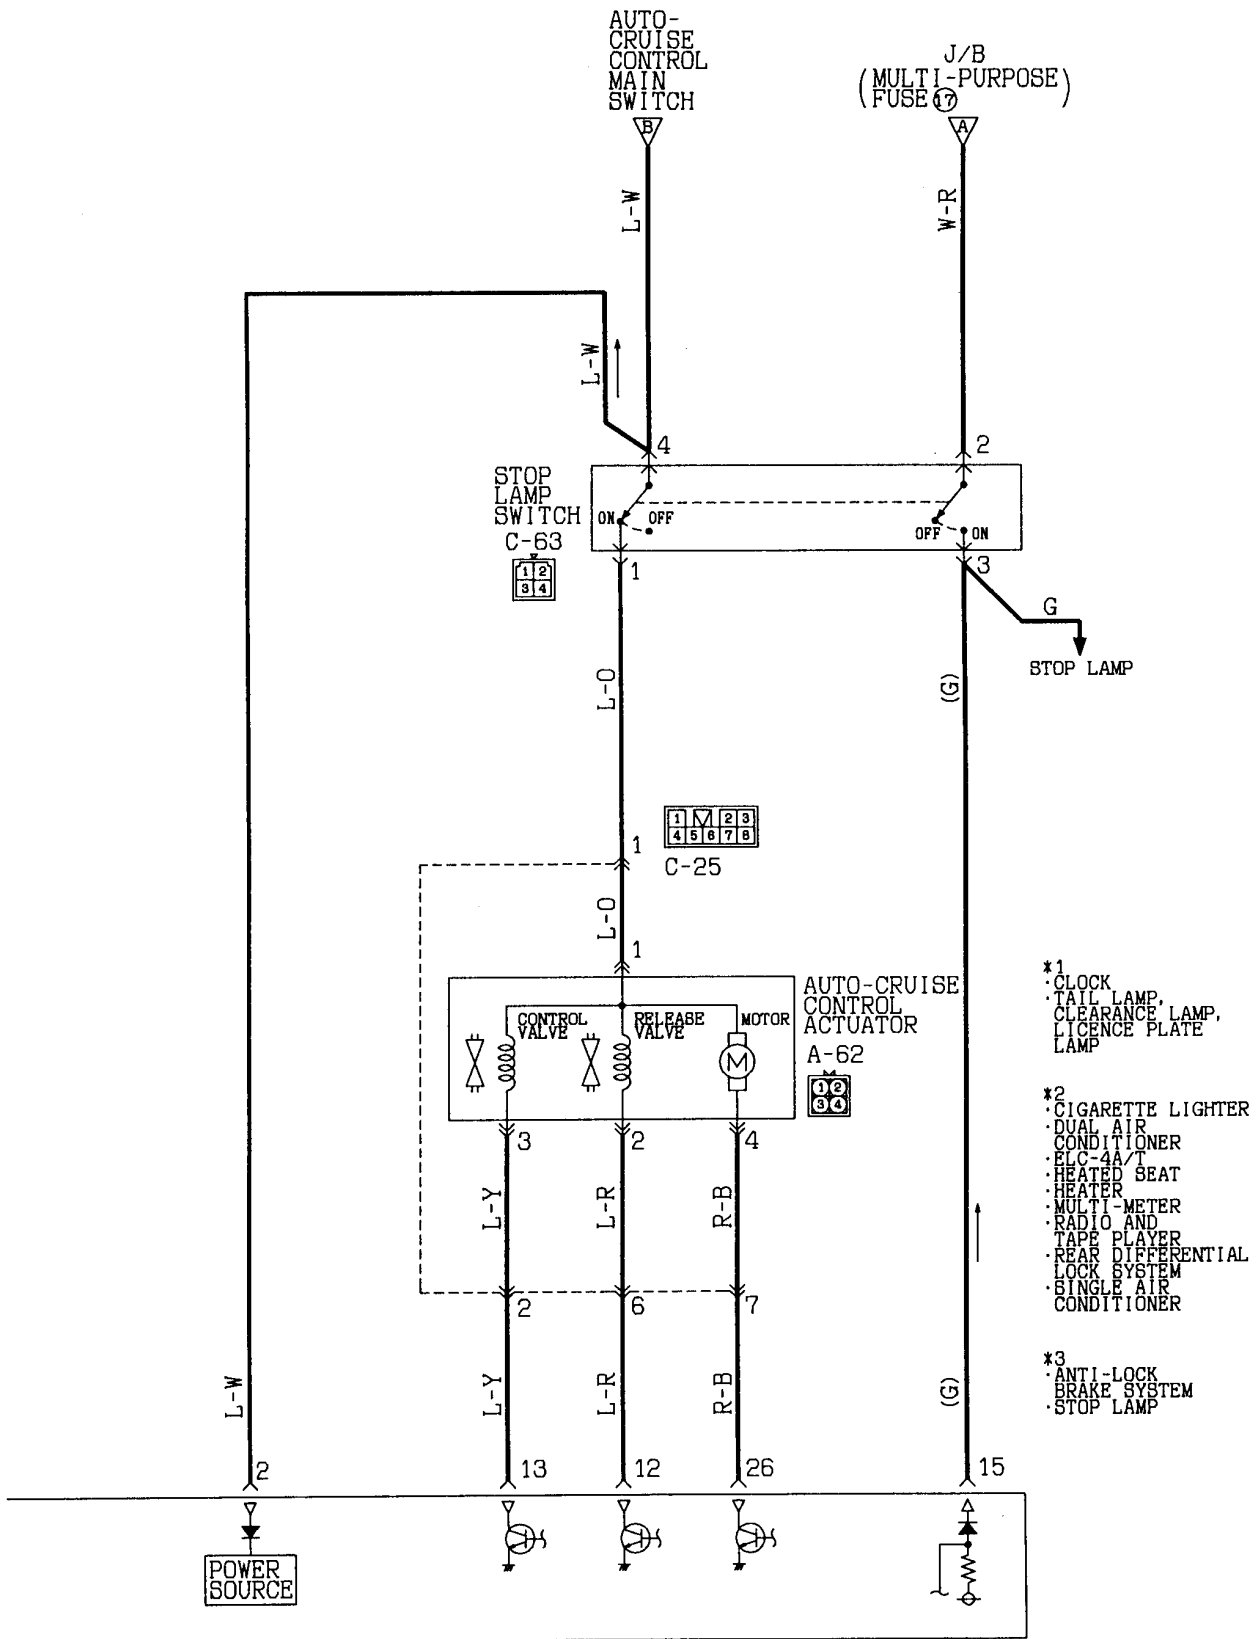 AUTO-
CRUISE
CONTROL
MAIN
SWITCH
J/B
(MULTI-PURPOSE)
FUSE 17
B
A
L-W
W-R
L-W
4
2
STOP
LAMP
SWITCH
ON
OFF
OFF
ON
C-63
1 2
3 4
1
3
G
STOP LAMP
L-O
(G)
1 2 3
4 5 6 7 8
1
C-25
L-O
1
AUTO-CRUISE
CONTROL
ACTUATOR
CONTROL
VALVE
RELEASE
VALVE
MOTOR
M
A-62
1 2
3 4
3
2
4
L-Y
L-R
R-B
2
6
7
L-W
L-Y
L-R
R-B
(G)
2
13
12
26
15
POWER
SOURCE
*1
·CLOCK
·TAIL LAMP,
CLEARANCE LAMP,
LICENCE PLATE
LAMP
*2
·CIGARETTE LIGHTER
·DUAL AIR
CONDITIONER
·ELC-4A/T
·HEATED SEAT
·HEATER
·MULTI-METER
·RADIO AND
TAPE PLAYER
·REAR DIFFERENTIAL
LOCK SYSTEM
·SINGLE AIR
CONDITIONER
*3
·ANTI-LOCK
BRAKE SYSTEM
·STOP LAMP